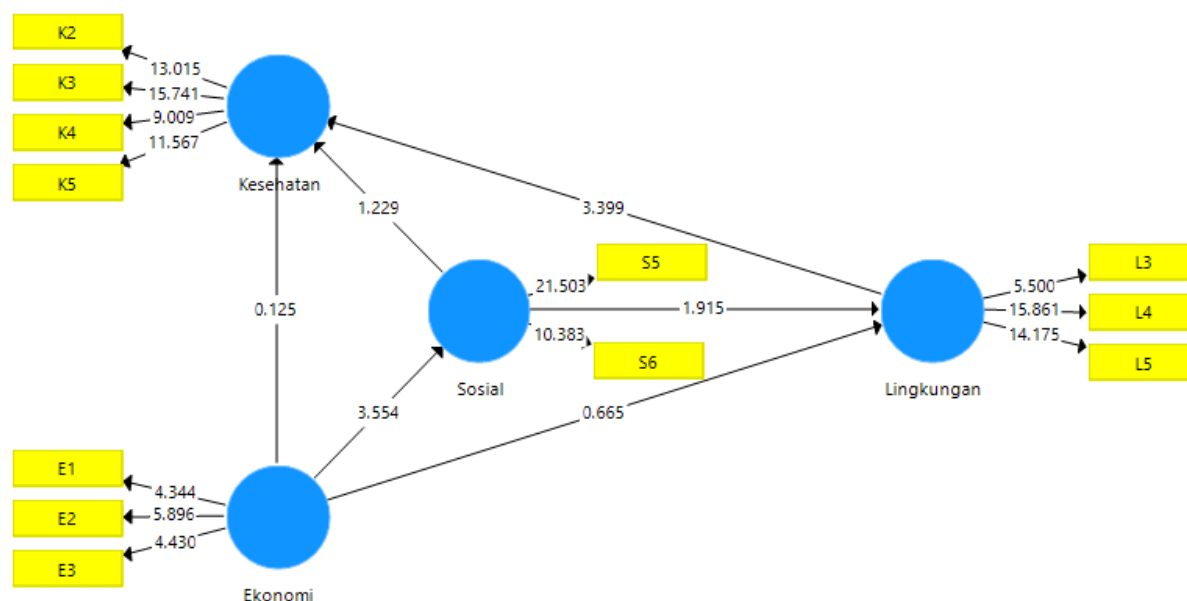 K2
13.015
K3
15.741
K4
9.009
K5
11.567
Kesehatan
1.229
3.399
0.125
S5
21.503
1.915
10.383
S6
Sosial
L3
5.500
L4
15.861
L5
14.175
Lingkungan
3.554
0.665
E1
4.344
E2
5.896
E3
4.430
Ekonomi